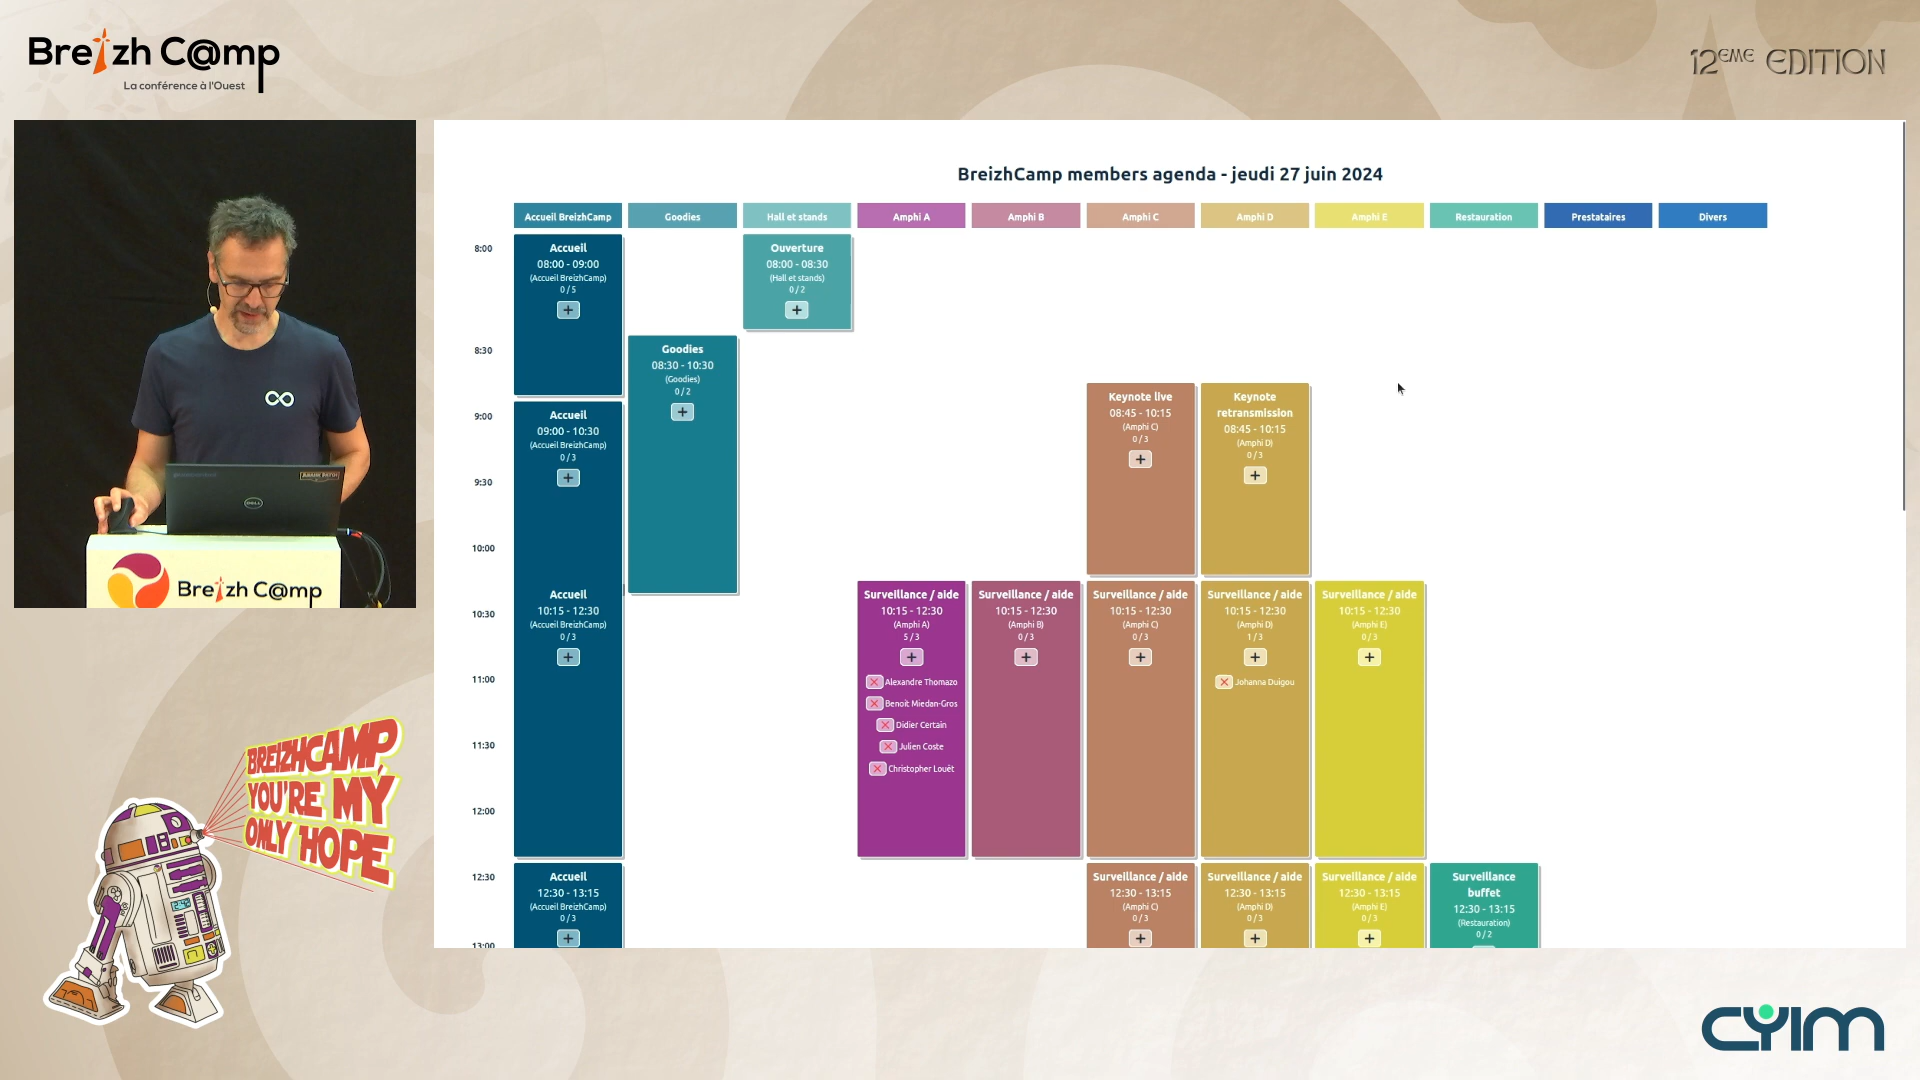 Breizh C@mp
La conférence à l'Ouest
12ÈME EDITION
BreizhCamp members agenda - jeudi 27 juin 2024
Accueil BreizhCamp
Goodies
Hall et stands
Amphi A
Amphi B
Amphi C
Amphi D
Amphi E
Restauration
Prestataires
Divers
8:00
8:30
9:00
9:30
10:00
10:30
11:00
11:30
12:00
12:30
13:00
Accueil
08:00 - 09:00
(Accueil BreizhCamp)
0 / 5
+
Accueil
09:00 - 10:30
(Accueil BreizhCamp)
0 / 3
+
Accueil
10:15 - 12:30
(Accueil BreizhCamp)
0 / 3
+
Accueil
12:30 - 13:15
(Accueil BreizhCamp)
0 / 3
+
Goodies
08:30 - 10:30
(Goodies)
0 / 2
+
Ouverture
08:00 - 08:30
(Hall et stands)
0 / 2
+
Surveillance / aide
10:15 - 12:30
(Amphi A)
5 / 3
+
Alexandre Thomazo
Benoit Miedan-Gros
Didier Certain
Julien Coste
Christopher Louët
Surveillance / aide
10:15 - 12:30
(Amphi B)
0 / 3
+
Keynote live
08:45 - 10:15
(Amphi C)
0 / 3
+
Surveillance / aide
10:15 - 12:30
(Amphi C)
0 / 3
+
Surveillance / aide
12:30 - 13:15
(Amphi C)
0 / 3
+
Keynote
retransmission
08:45 - 10:15
(Amphi D)
0 / 3
+
Surveillance / aide
10:15 - 12:30
(Amphi D)
1 / 3
+
Johanna Duigou
Surveillance / aide
12:30 - 13:15
(Amphi D)
0 / 3
+
Surveillance / aide
10:15 - 12:30
(Amphi E)
0 / 3
+
Surveillance / aide
12:30 - 13:15
(Amphi E)
0 / 3
+
Surveillance
buffet
12:30 - 13:15
(Restauration)
0 / 2
DELL
Breizh C@mp
BREIZHCAMP,
YOU'RE MY
ONLY HOPE
CYIM